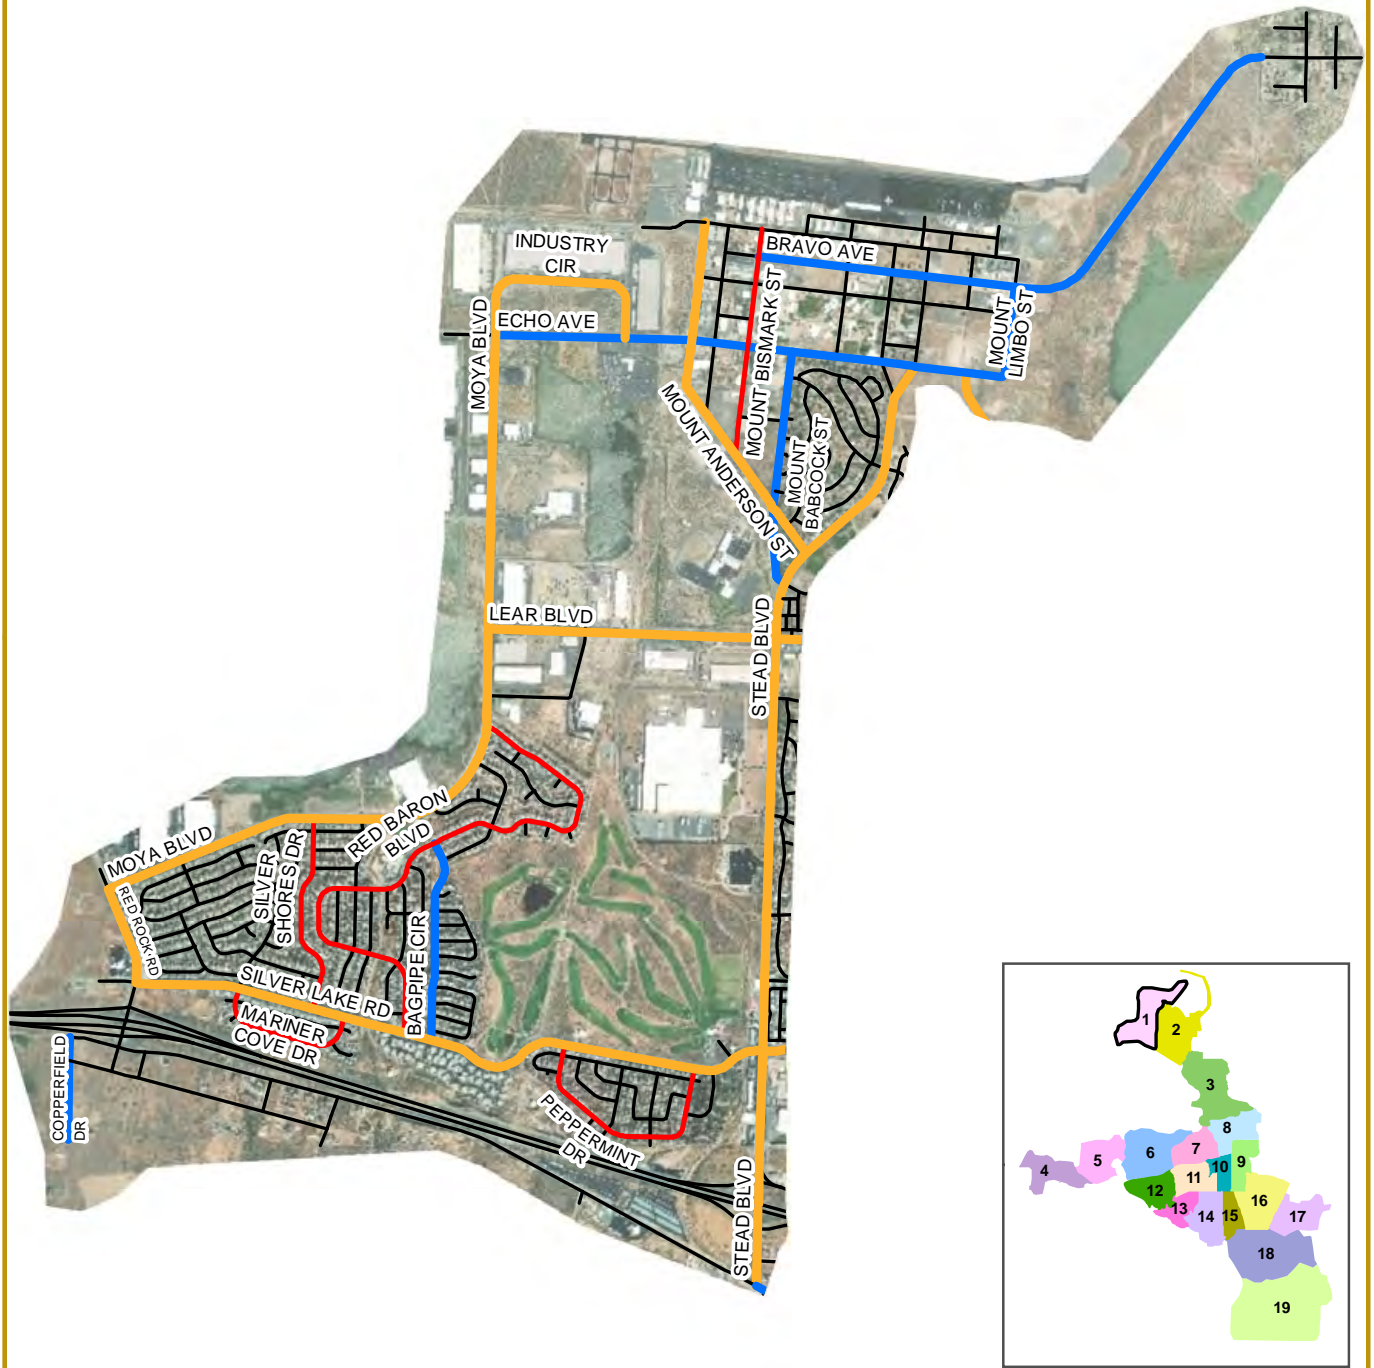 INDUSTRY
CIR
BRAVO AVE
MOYA BLVD
ECHO AVE
MOUNT BISMARK ST
MOUNT
LIMBO ST
MOUNT ANDERSON ST
MOUNT
BABCOCK ST
LEAR BLVD
STEAD BLVD
RED BARON
BLVD
MOYA BLVD
SILVER
SHORES DR
RED ROCK RD
BAGPIPE CIR
SILVER LAKE RD
MARINER
COVE DR
COPPERFIELD
DR
PEPPERMINT
DR
STEAD BLVD
1
2
3
8
7
6
5
4
9
10
11
12
13
14
15
16
17
18
19